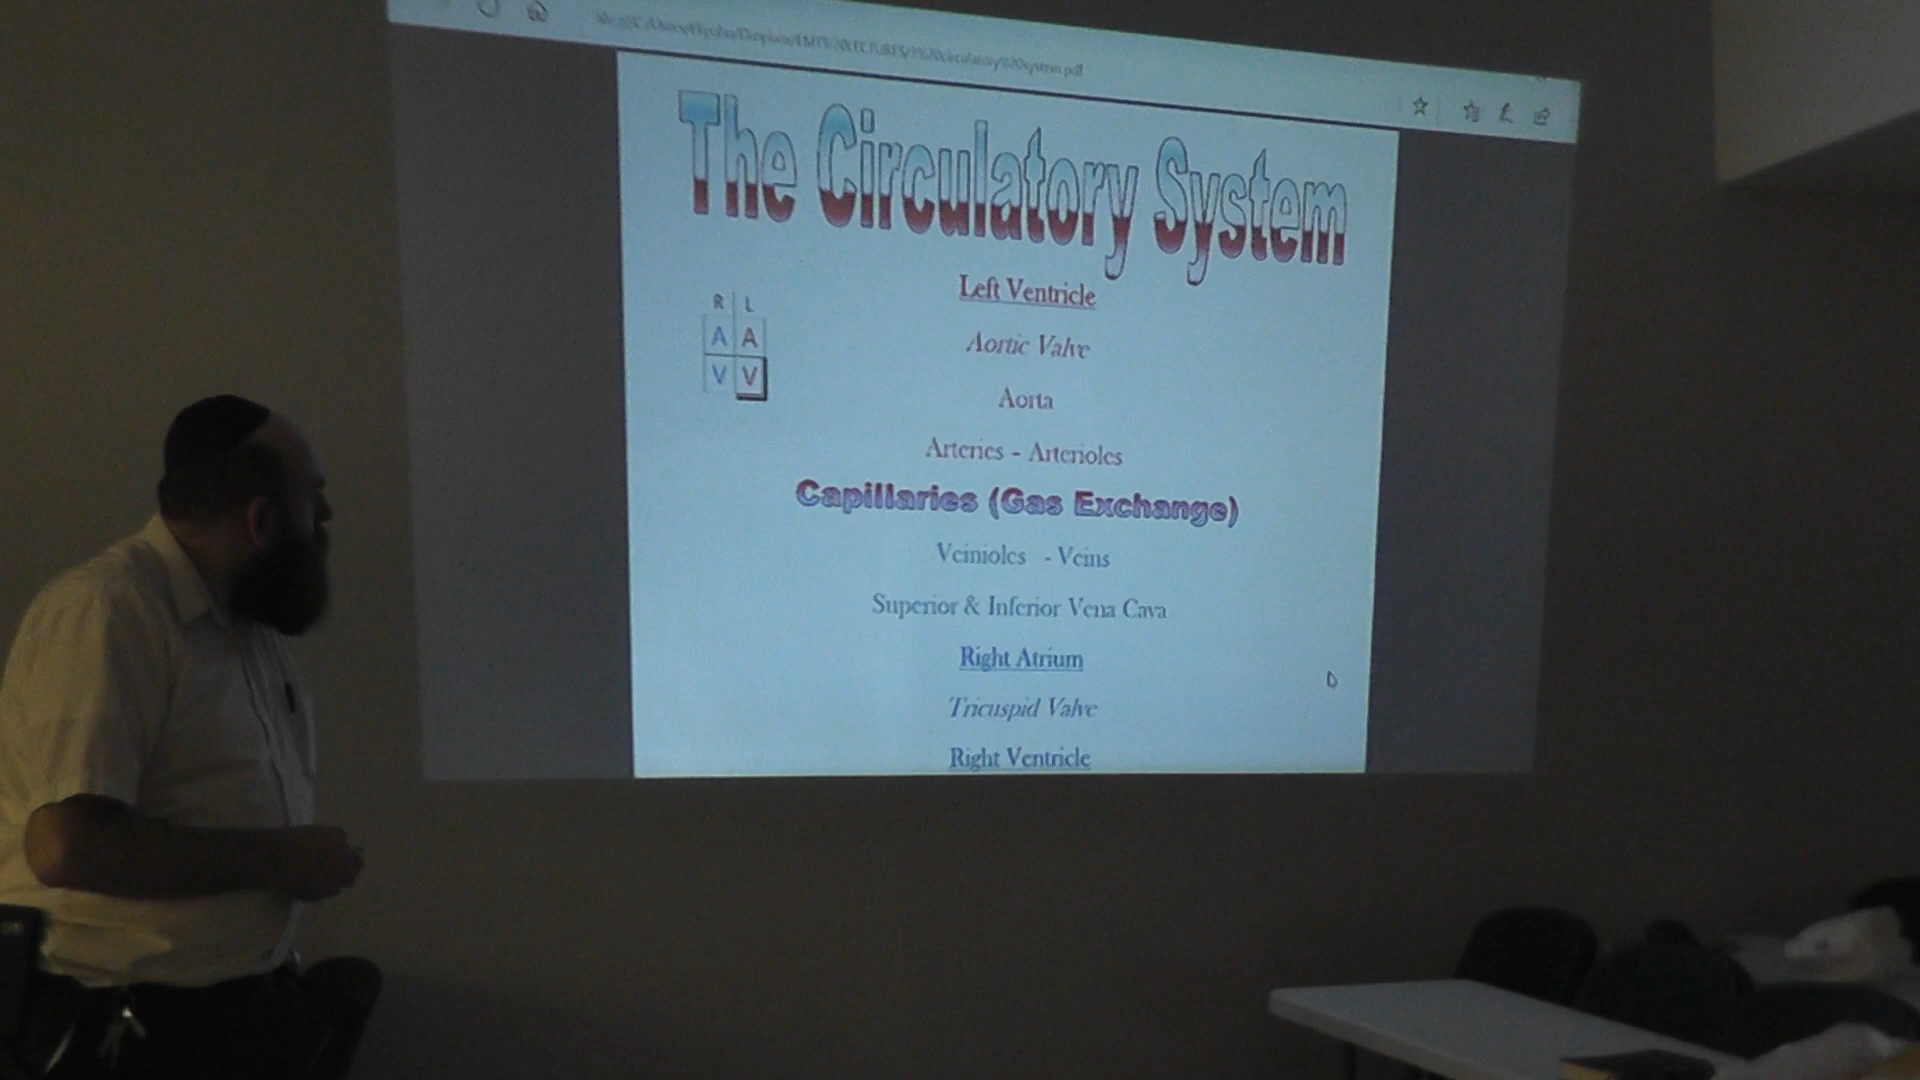 The Circulatory System
R L
A A
V V
Left Ventricle
Aortic Valve
Aorta
Arteries - Arterioles
Capillaries (Gas Exchange)
Veinioles - Veins
Superior & Inferior Vena Cava
Right Atrium
Tricuspid Valve
Right Ventricle